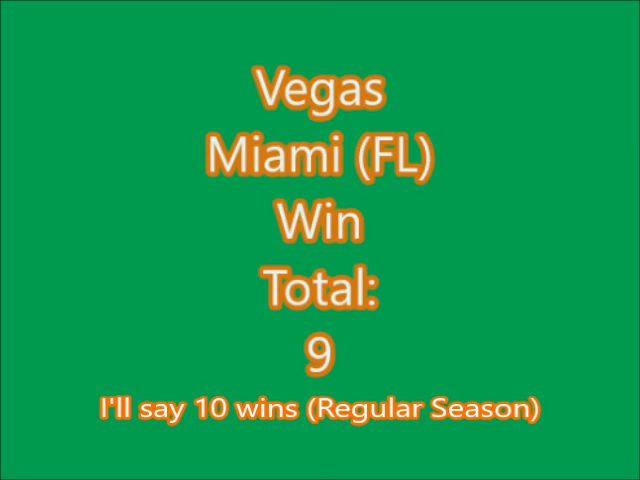 Vegas
Miami (FL)
Win
Total:
9
I'll say 10 wins (Regular Season)